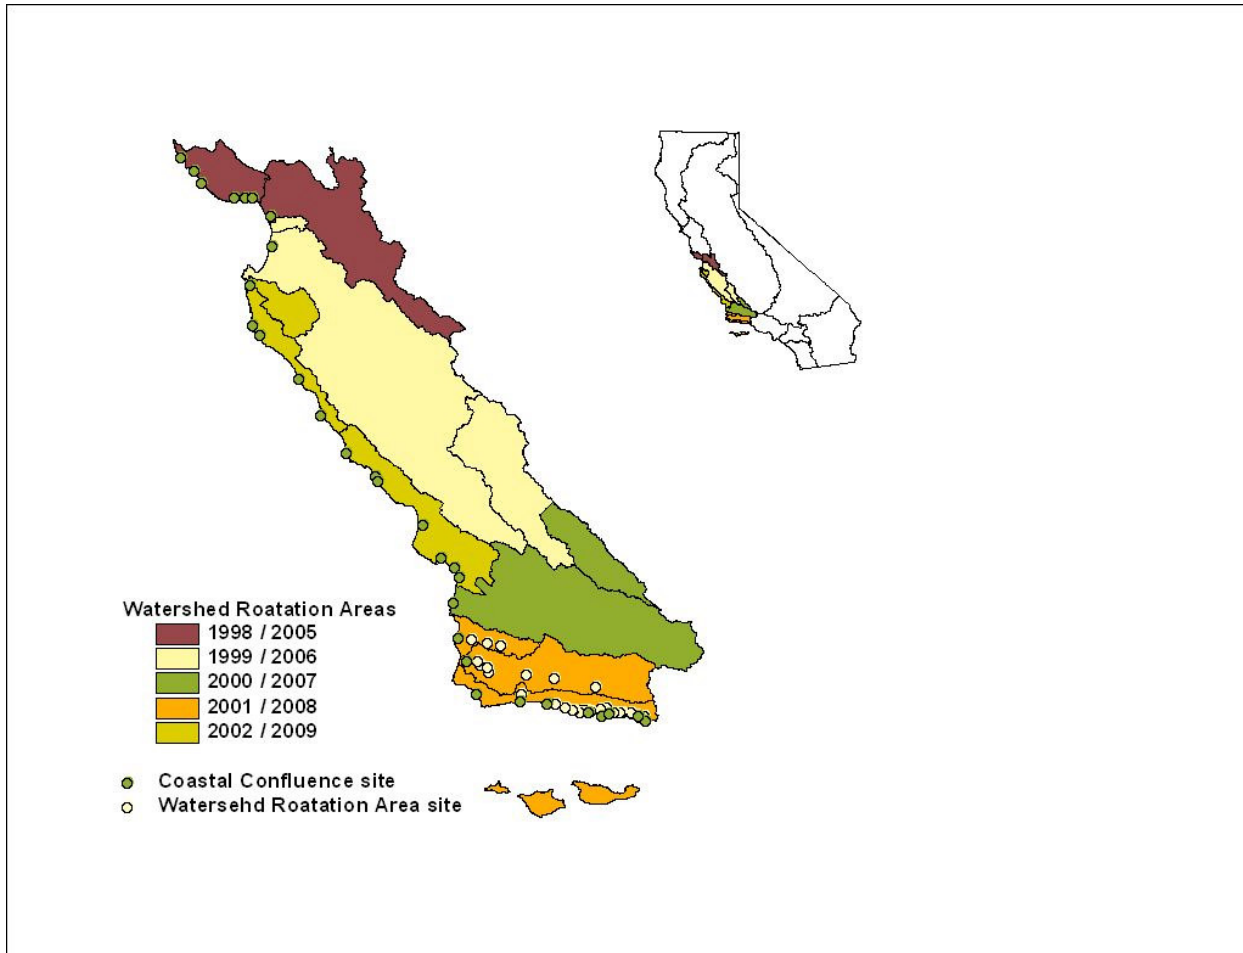 Watershed Roatation Areas
1998 / 2005
1999 / 2006
2000 / 2007
2001 / 2008
2002 / 2009
Coastal Confluence site
Watersehd Roatation Area site